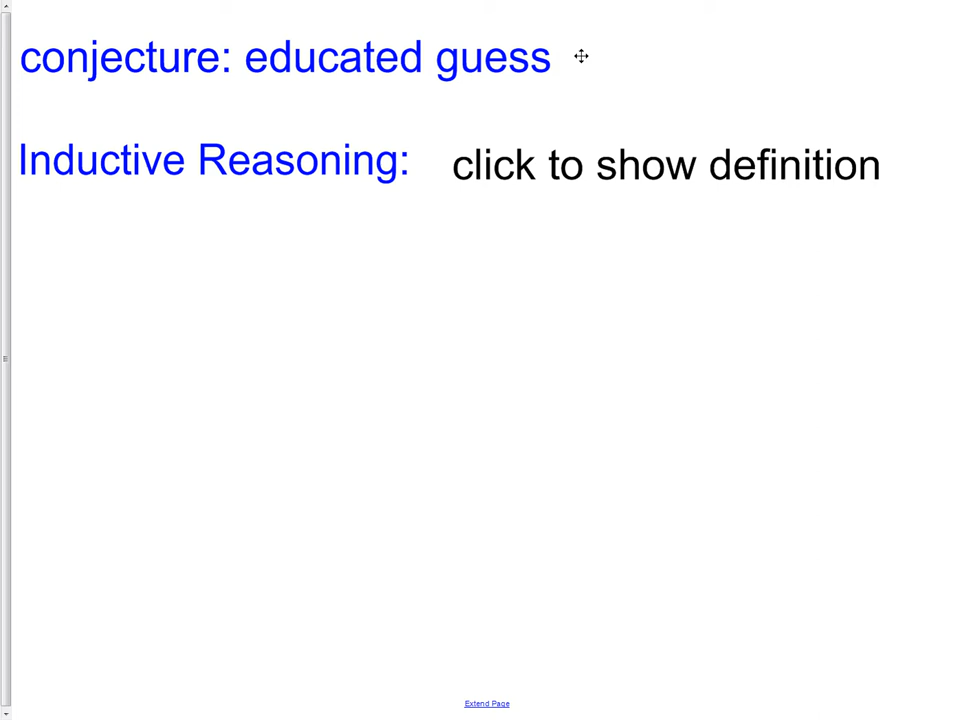 conjecture: educated guess
Inductive Reasoning: click to show definition
Extend Page